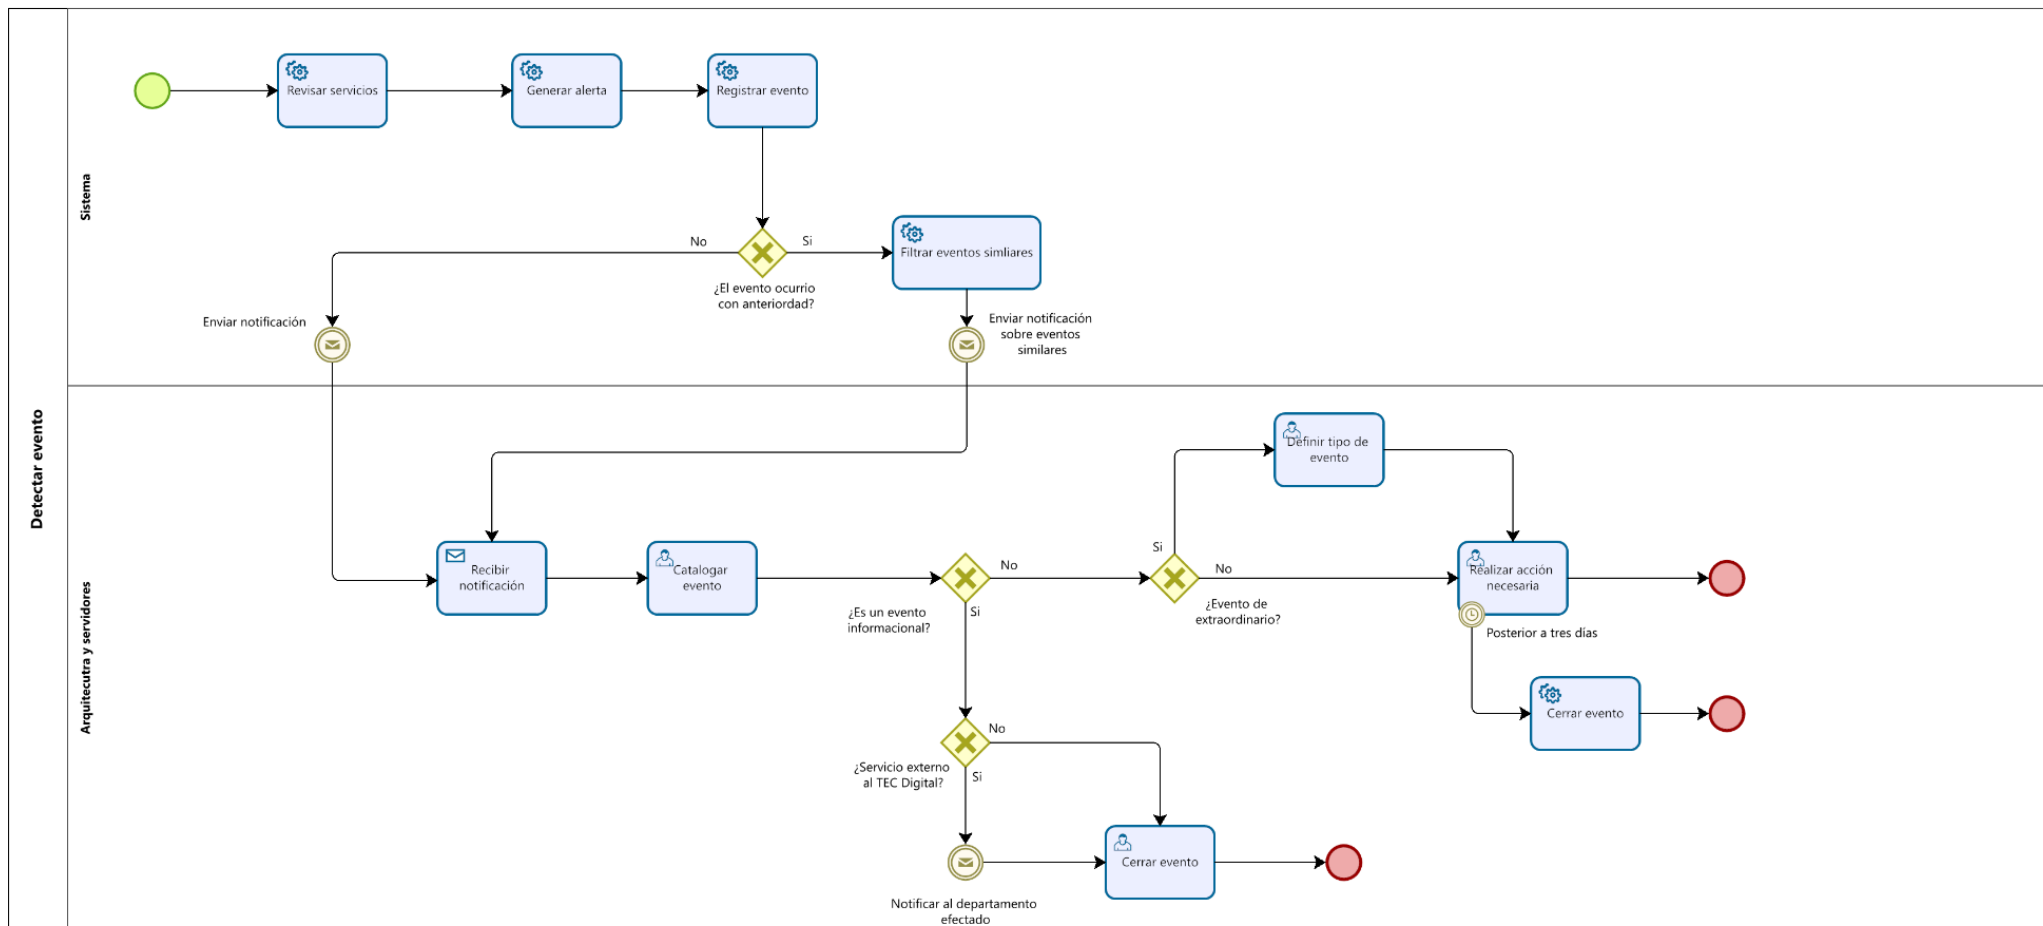 Detectar evento
Sistema
Revisar servicios
Generar alerta
Registrar evento
No
Si
¿El evento ocurrio
con anteriordad?
Filtrar eventos simliares
Enviar notificación
Enviar notificación
sobre eventos
similares
Arquitecutra y servidores
Recibir
notificación
Catalogar
evento
¿Es un evento
informacional?
No
Si
Si
No
¿Evento de
extraordinario?
Definir tipo de
evento
Realizar acción
necesaria
Posterior a tres días
Cerrar evento
¿Servicio externo
al TEC Digital?
No
Si
Notificar al departamento
efectado
Cerrar evento